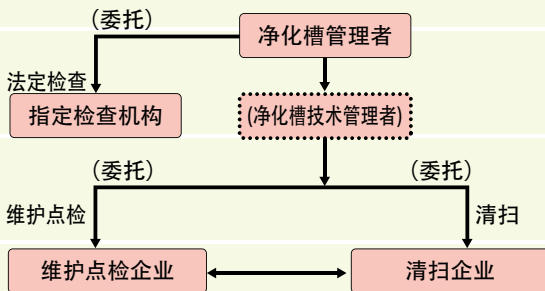 （委托）
净化槽管理者
法定检查
指定检查机构
(净化槽技术管理者)
（委托）
（委托）
维护点检
清扫
维护点检企业
清扫企业